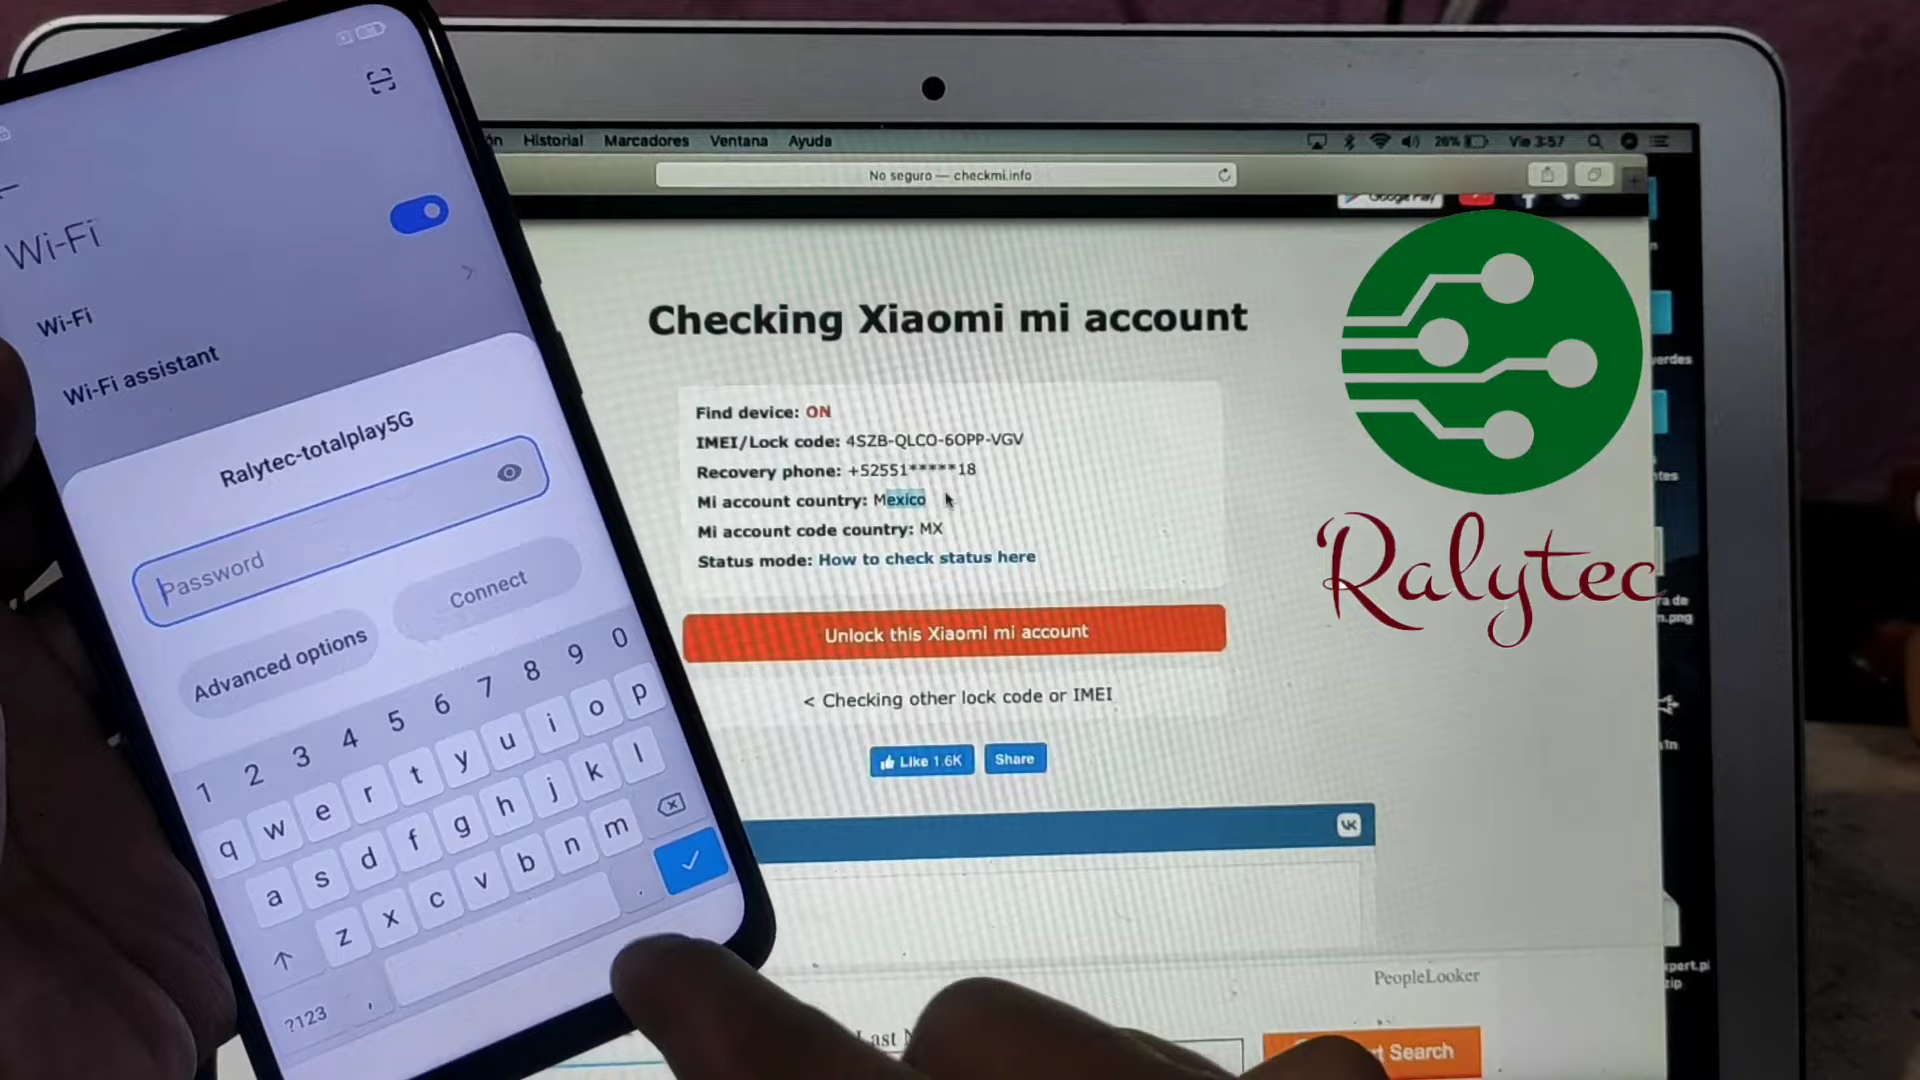 Wi-Fi
Wi-Fi
Wi-Fi assistant
Ralytec-totalplay5G
Password
Advanced options
Connect
1 2 3 4 5 6 7 8 9 0
q w e r t y u i o p
a s d f g h j k l
z x c v b n m
?123 , .
Historial Marcadores Ventana Ayuda
26% Vie 3:57
No seguro — checkmi.info
Google Play
Checking Xiaomi mi account
Find device: ON
IMEI/Lock code: 4SZB-QLCO-6OPP-VGV
Recovery phone: +52551*****18
Mi account country: Mexico
Mi account code country: MX
Status mode: How to check status here
Unlock this Xiaomi mi account
< Checking other lock code or IMEI
Like 1.6K
Share
PeopleLooker
Search
Ralytec